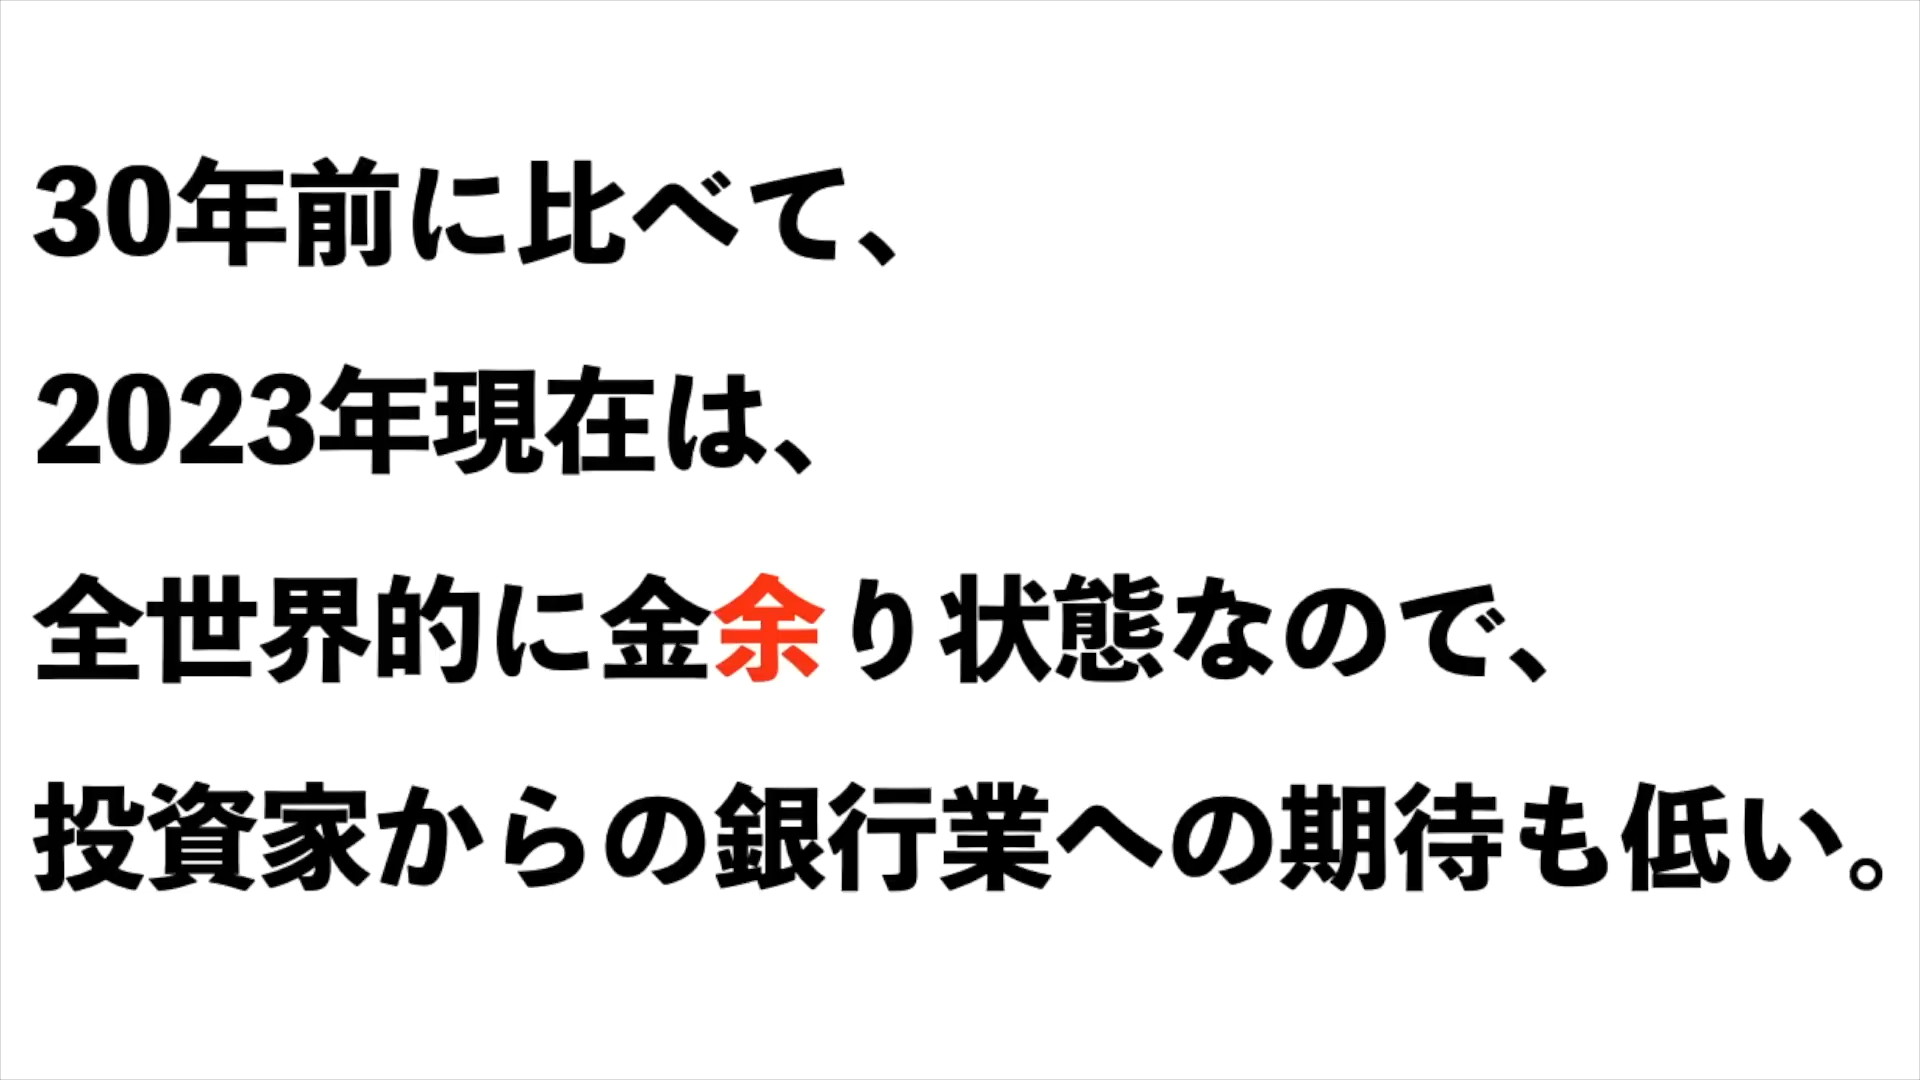 30年前に比べて、
2023年現在は、
全世界的に金余り状態なので、
投資家からの銀行業への期待も低い。